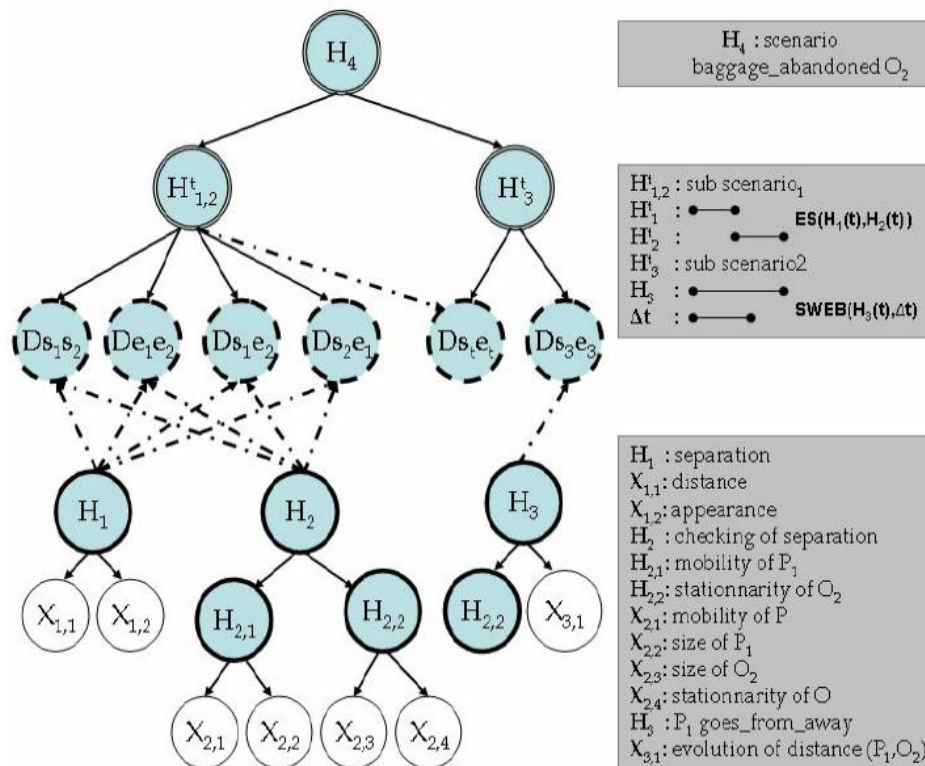 H₄
H₄ : scenario
baggage_abandoned O₂
Hᵗ₁,₂
Hᵗ₃
Hᵗ₁,₂ : sub scenario₁
Hᵗ₁ : ES(H₁(t),H₂(t))
Hᵗ₂ :
Hᵗ₃ : sub scenario2
H₃ : SWEB(H₃(t),Δt)
Δt :
Ds₁s₂ De₁e₂ Ds₁e₂ Ds₂e₁ Dsₜeₜ Ds₃e₃
H₁ H₂ H₃
X₁,₁ X₁,₂ H₂,₁ H₂,₂ H₂,₂ X₃,₁
X₂,₁ X₂,₂ X₂,₃ X₂,₄
H₁ : separation
X₁,₁: distance
X₁,₂: appearance
H₂ : checking of separation
H₂,₁: mobility of P₁
H₂,₂: stationnarity of O₂
X₂,₁: mobility of P
X₂,₂: size of P₁
X₂,₃: size of O₂
X₂,₄: stationnarity of O
H₃ : P₁ goes_from_away
X₃,₁: evolution of distance (P₁,O₂)